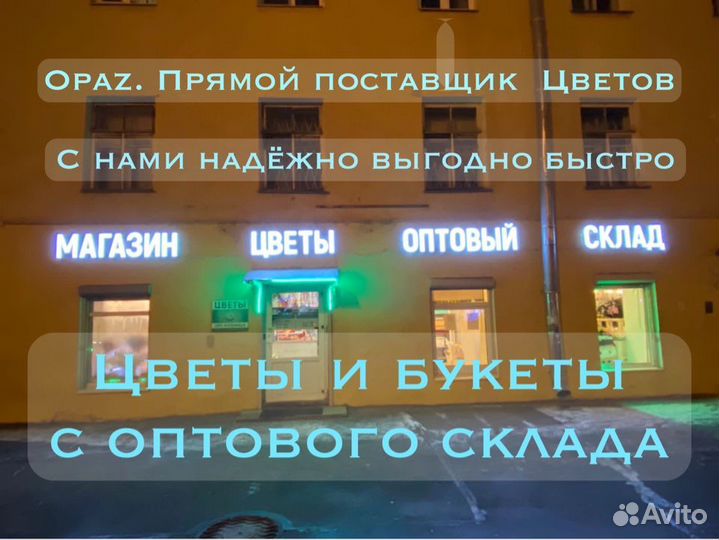 Opaz. Прямой поставщик Цветов
С нами надёжно выгодно быстро
МАГАЗИН ЦВЕТЫ ОПТОВЫЙ СКЛАД
ЦВЕТЫ
Цветы и букеты
с оптового склада
Avito